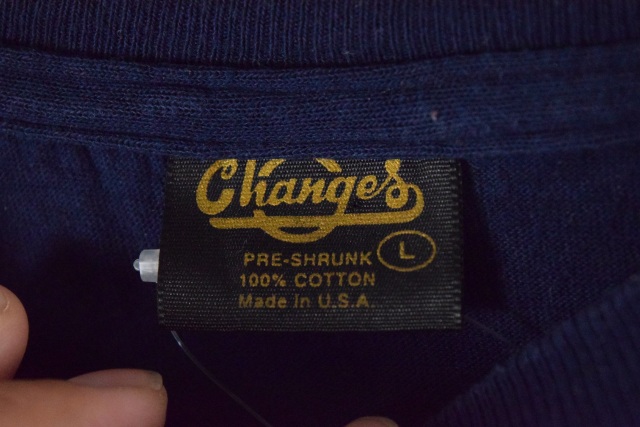 Changes
PRE-SHRUNK L
100% COTTON
Made In U.S.A.